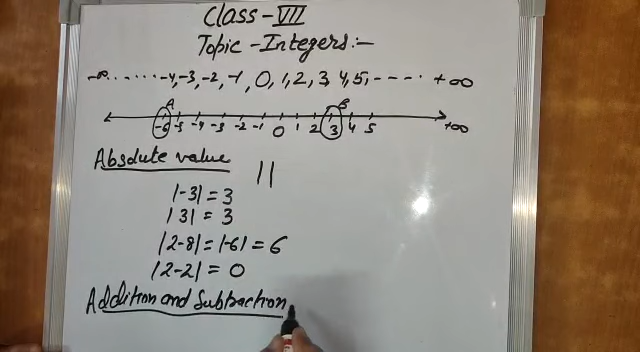 Class-VII
Topic-Integers:-
-∞......-4,-3,-2,-1,0,1,2,3,4,5,----. +∞
A B
-6 -5 -4 -3 -2 -1 0 1 2 3 4 5 +∞
Absolute value
||
|-3| = 3
|3| = 3
|2-8| = |-6| = 6
|2-2| = 0
Addition and Subtraction